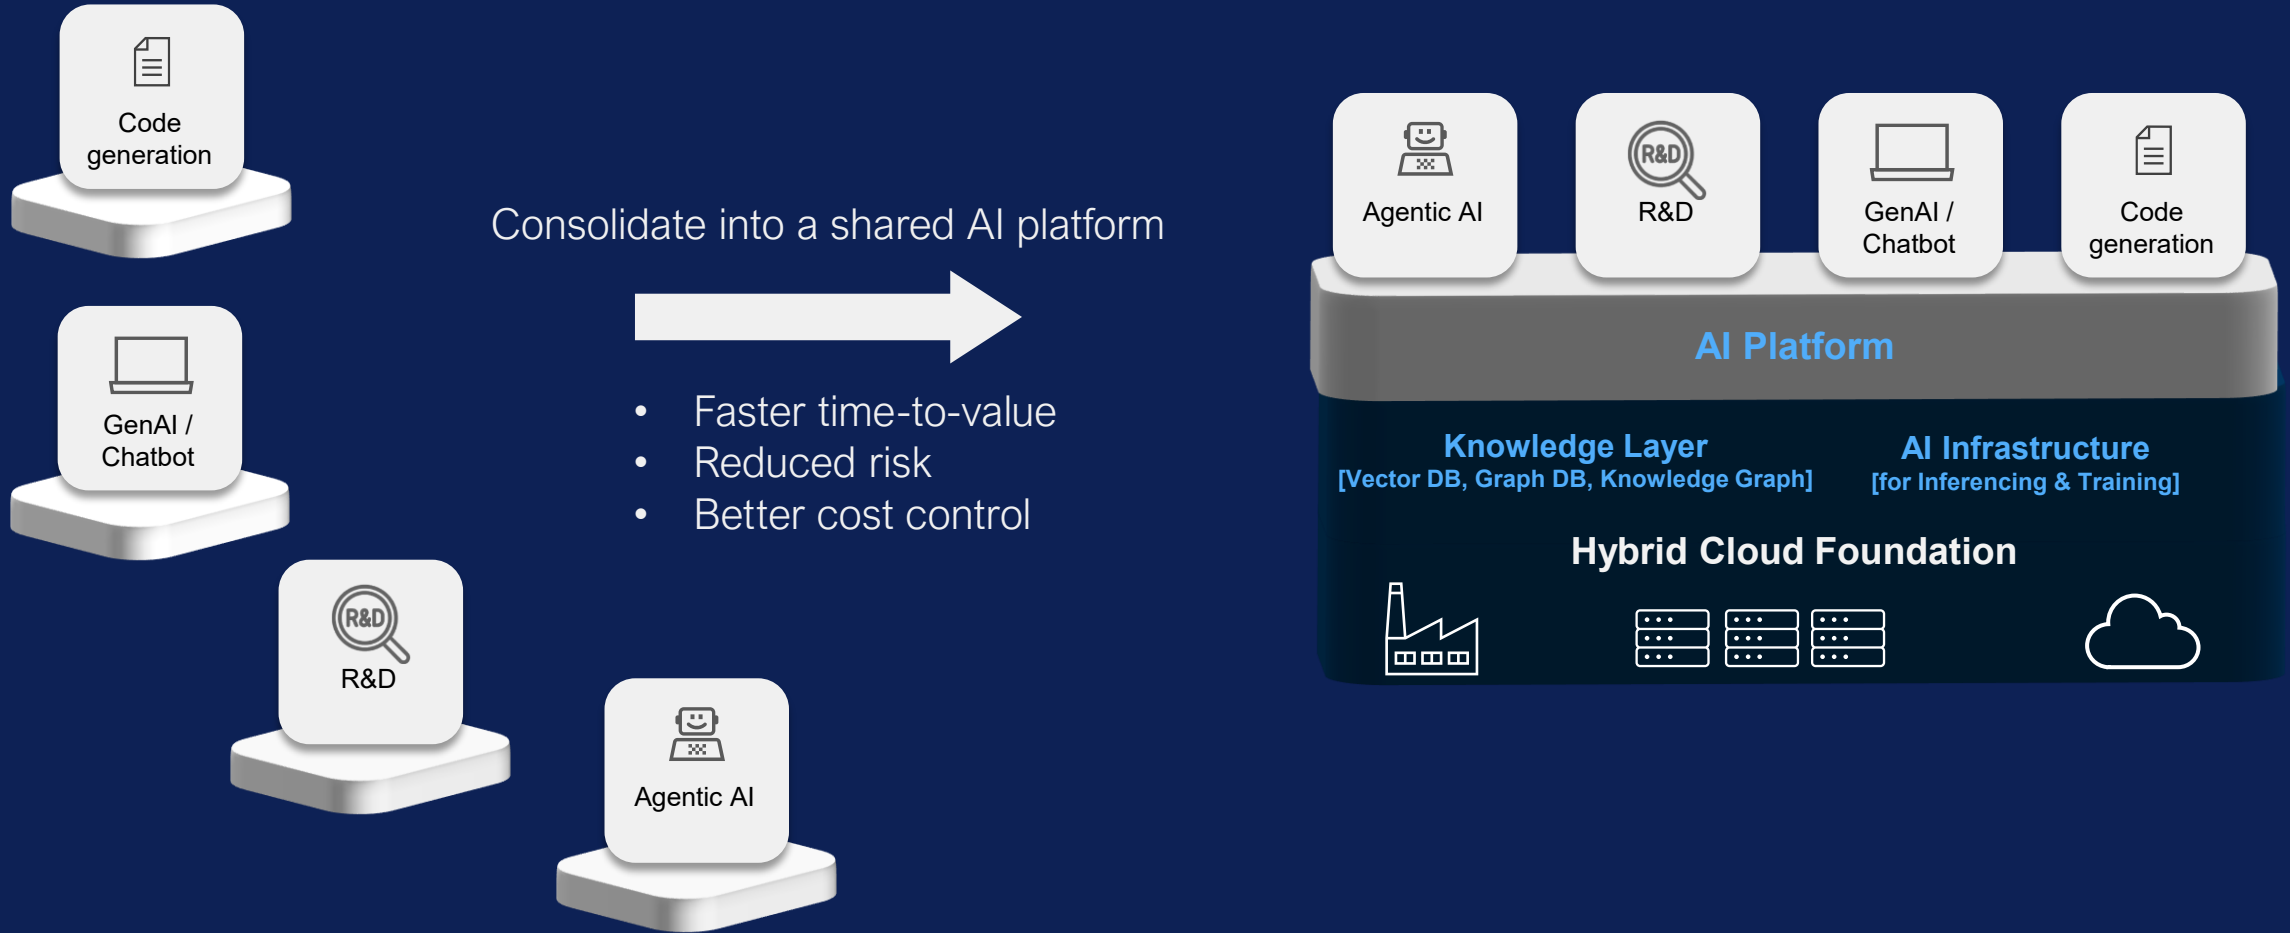 Code
generation
GenAI /
Chatbot
R&D
R&D
Agentic AI
Consolidate into a shared AI platform
• Faster time-to-value
• Reduced risk
• Better cost control
Agentic AI
R&D
R&D
GenAI /
Chatbot
Code
generation
AI Platform
Knowledge Layer
[Vector DB, Graph DB, Knowledge Graph]
AI Infrastructure
[for Inferencing & Training]
Hybrid Cloud Foundation